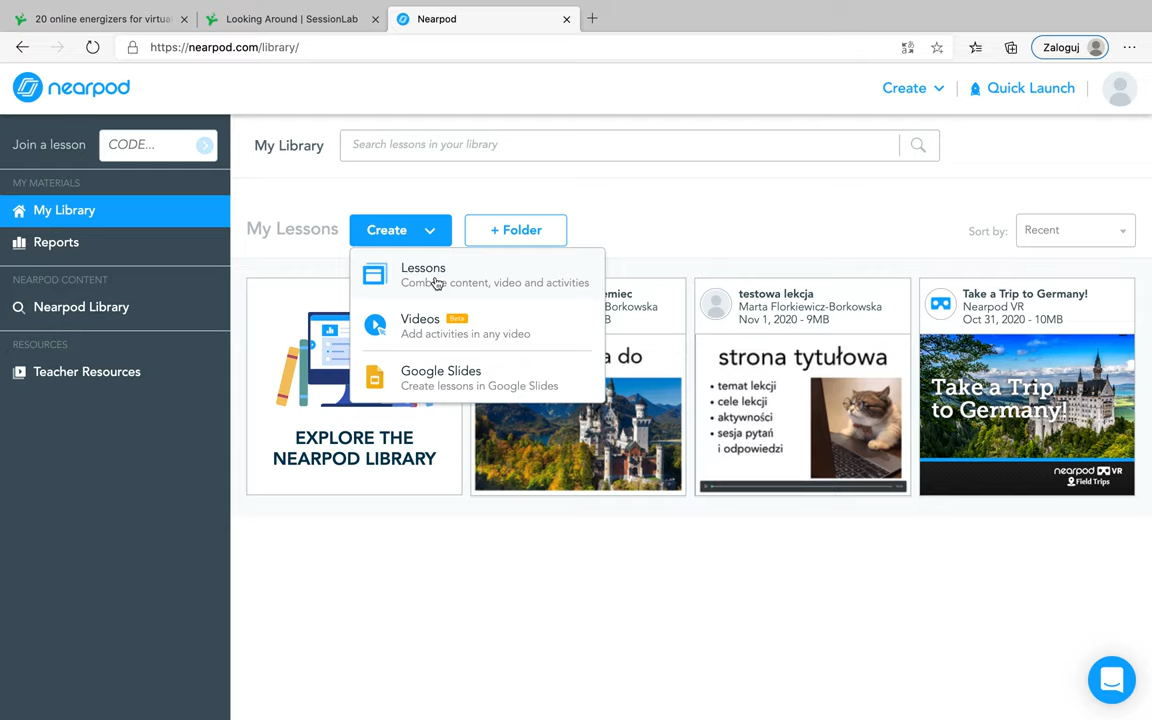 20 online energizers for virtua
Looking Around | SessionLab
Nearpod
https://nearpod.com/library/
Zaloguj
nearpod
Create
Quick Launch
Join a lesson
CODE...
My Library
Search lessons in your library
MY MATERIALS
My Library
Reports
NEARPOD CONTENT
Nearpod Library
RESOURCES
Teacher Resources
My Lessons
Create
+ Folder
Sort by:
Recent
Lessons
content, video and activities
Videos Beta
Add activities in any video
Google Slides
Create lessons in Google Slides
EXPLORE THE
NEARPOD LIBRARY
emiec
Borkowska
B
a do
testowa lekcja
Marta Florkiewicz-Borkowska
Nov 1, 2020 - 9MB
strona tytułowa
• temat lekcji
• cele lekcji
• aktywności
• sesja pytań
i odpowiedzi
Take a Trip to Germany!
Nearpod VR
Oct 31, 2020 - 10MB
Take a Trip
to Germany!
nearpod VR
Field Trips